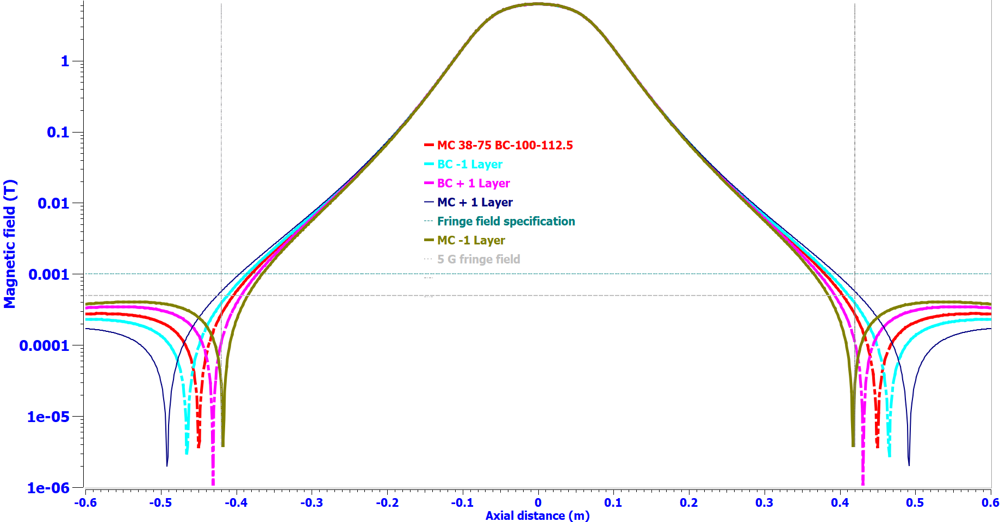 1
0.1
0.01
0.001
0.0001
1e-05
1e-06
Magnetic field (T)
MC 38-75 BC-100-112.5
BC -1 Layer
BC + 1 Layer
MC + 1 Layer
Fringe field specification
MC -1 Layer
5 G fringe field
-0.6 -0.5 -0.4 -0.3 -0.2 -0.1 0 0.1 0.2 0.3 0.4 0.5 0.6
Axial distance (m)